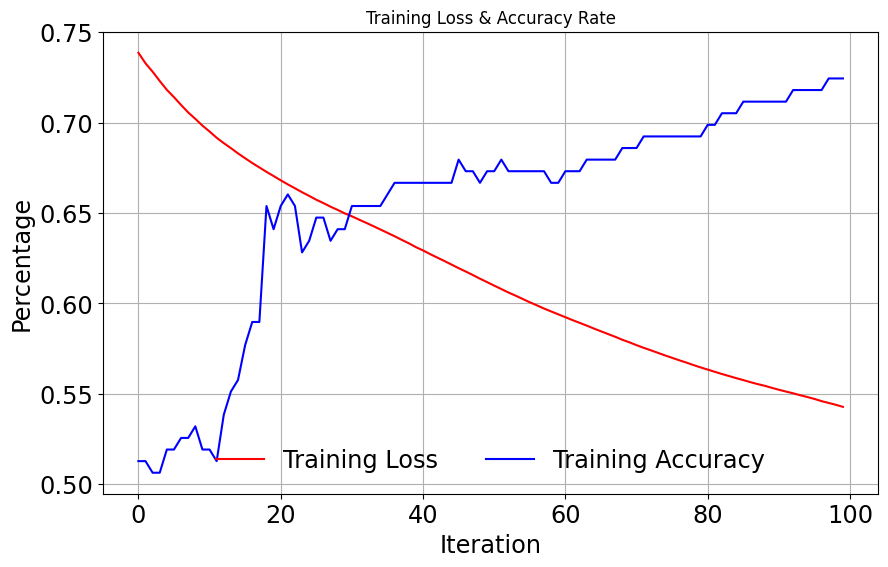 Training Loss & Accuracy Rate
0.75
0.70
0.65
0.60
0.55
0.50
Percentage
Training Loss
Training Accuracy
0 20 40 60 80 100
Iteration